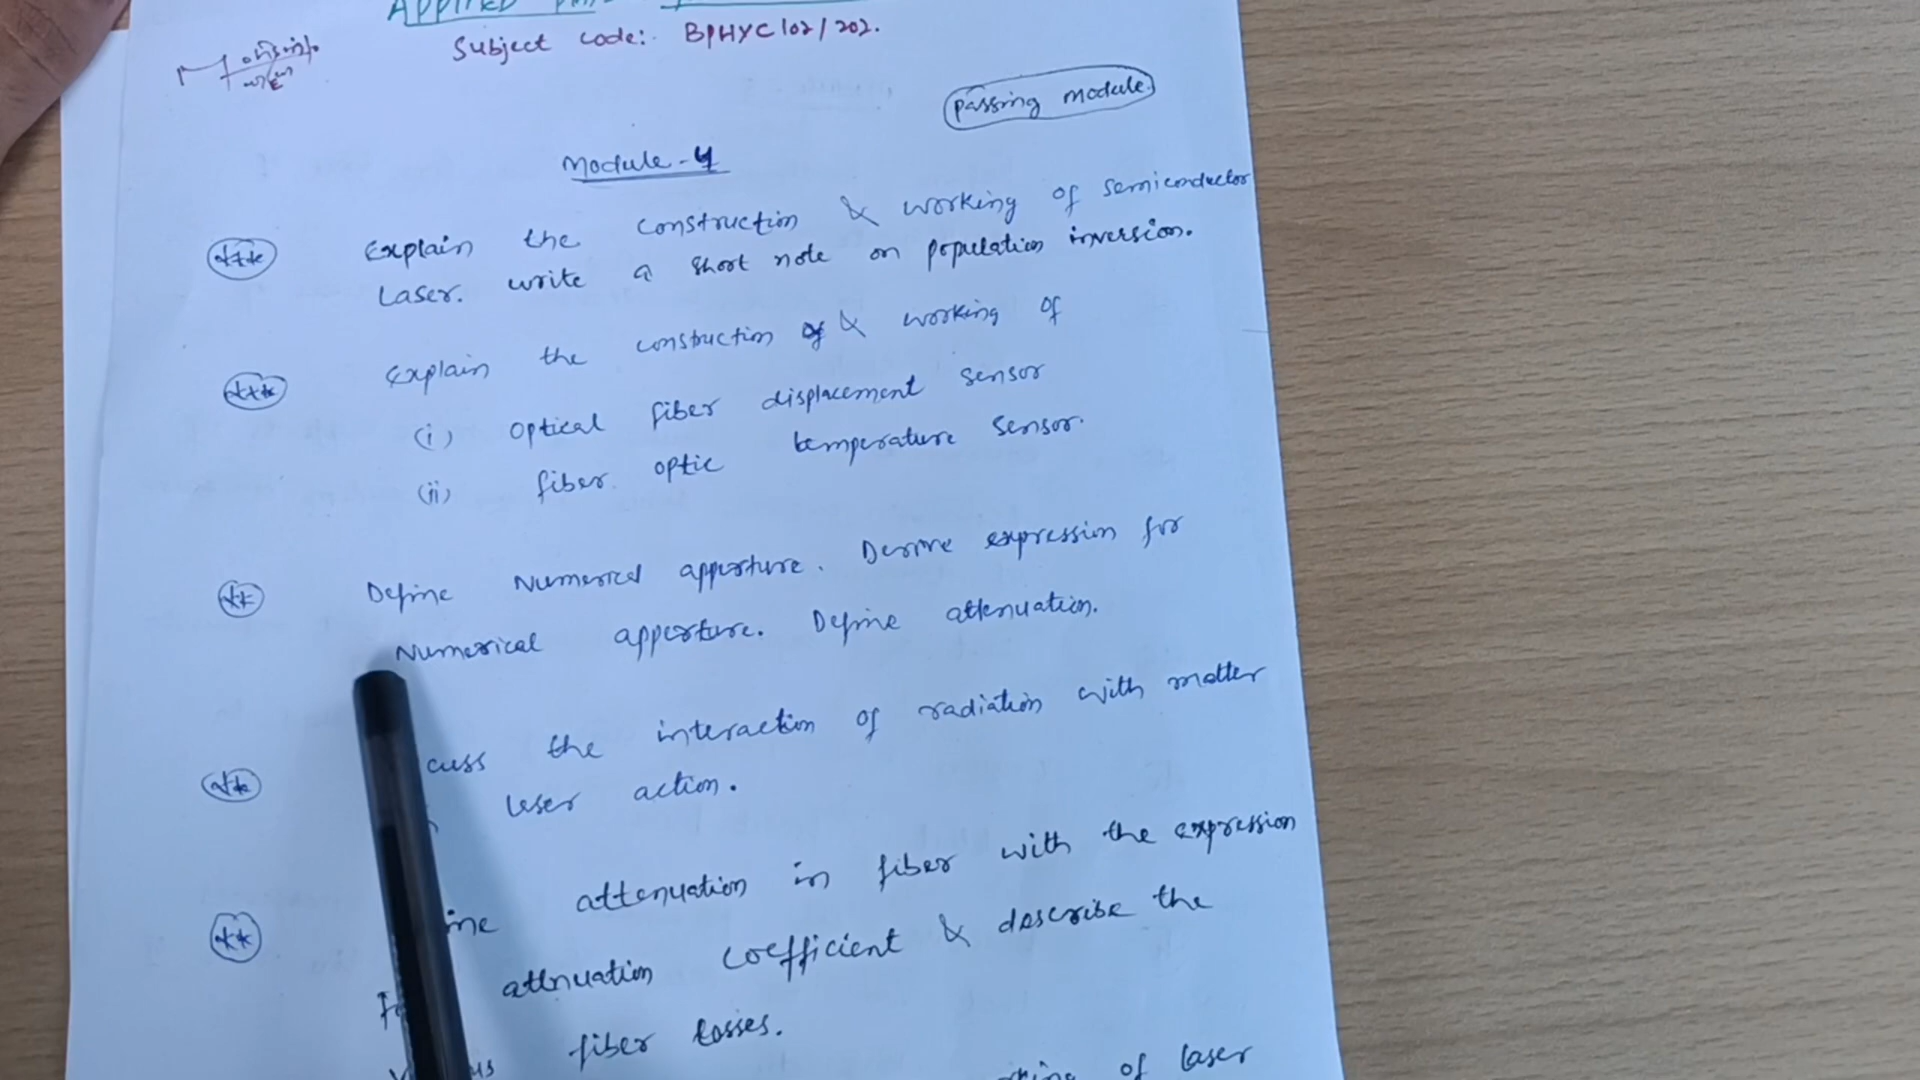 APPLIED
Subject Code: BPHYC102/202.
Passing module.
Module-4
*** Explain the construction & working of semiconductor
Laser. write a short note on population inversion.
*** Explain the construction & working of
(i) optical fiber displacement sensor
(ii) fiber optic temperature sensor.
** Define Numerical apperture. Derive expression for
Numerical apperture. Define attenuation.
** cuss the interaction of radiation with matter
laser action.
** ine attenuation in fiber with the expression
attnuation coefficient & describe the
us fiber losses.
of laser